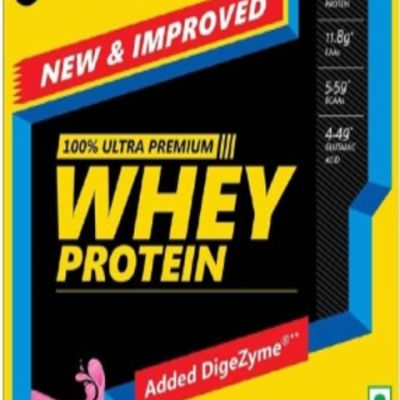 NEW & IMPROVED
PROTEIN
11.8g*
EAAs
5.5g*
BCAAs
4.4g*
GLUTAMIC
ACID
100% ULTRA PREMIUM
WHEY
PROTEIN
Added DigeZyme®**